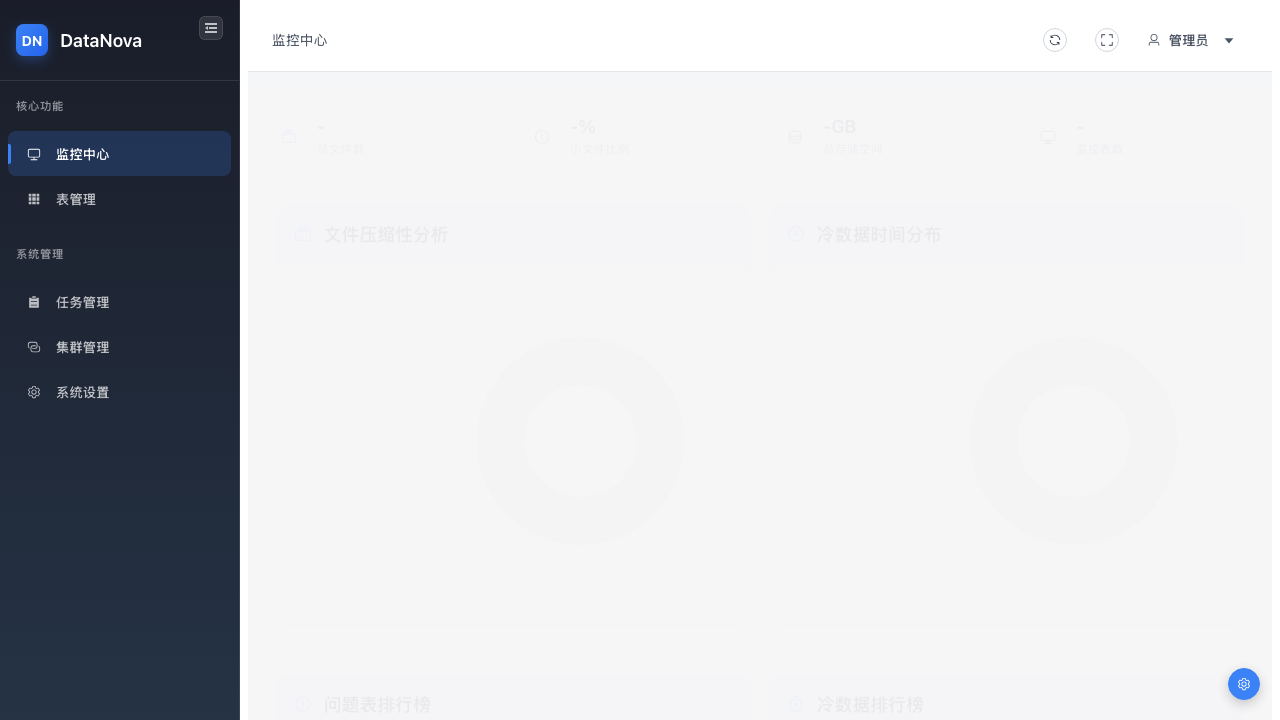 DN DataNova
核心功能
监控中心
表管理
系统管理
任务管理
集群管理
系统设置
监控中心
管理员
-
-%
-GB
-
总文件数
小文件比例
监控表数
文件压缩性分析
冷数据时间分布
问题表排行榜
冷数据排行榜